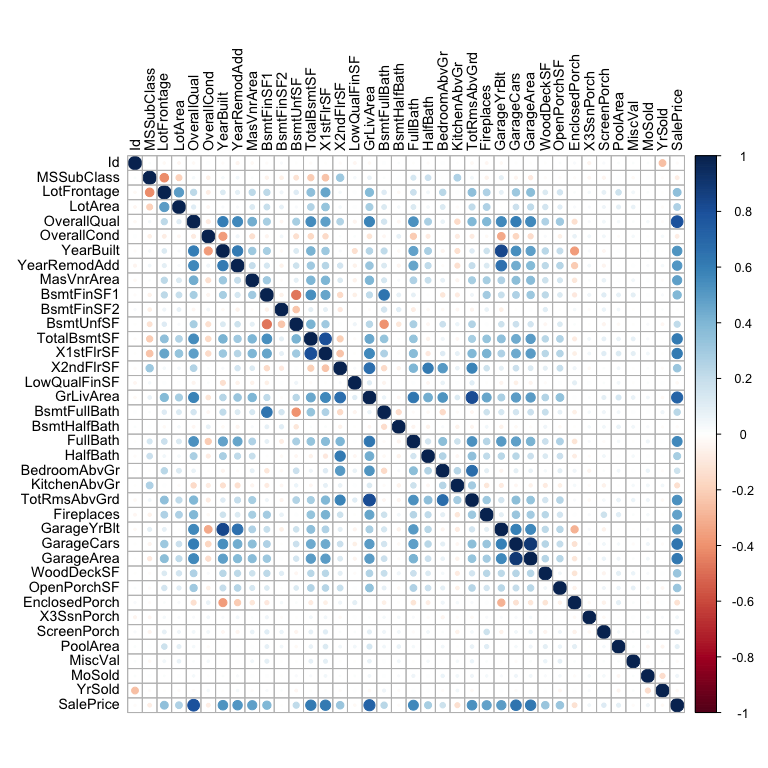 Id
MSSubClass
LotFrontage
LotArea
OverallQual
OverallCond
YearBuilt
YearRemodAdd
MasVnrArea
BsmtFinSF1
BsmtFinSF2
BsmtUnfSF
TotalBsmtSF
X1stFlrSF
X2ndFlrSF
LowQualFinSF
GrLivArea
BsmtFullBath
BsmtHalfBath
FullBath
HalfBath
BedroomAbvGr
KitchenAbvGr
TotRmsAbvGrd
Fireplaces
GarageYrBlt
GarageCars
GarageArea
WoodDeckSF
OpenPorchSF
EnclosedPorch
X3SsnPorch
ScreenPorch
PoolArea
MiscVal
MoSold
YrSold
SalePrice
Id
MSSubClass
LotFrontage
LotArea
OverallQual
OverallCond
YearBuilt
YearRemodAdd
MasVnrArea
BsmtFinSF1
BsmtFinSF2
BsmtUnfSF
TotalBsmtSF
X1stFlrSF
X2ndFlrSF
LowQualFinSF
GrLivArea
BsmtFullBath
BsmtHalfBath
FullBath
HalfBath
BedroomAbvGr
KitchenAbvGr
TotRmsAbvGrd
Fireplaces
GarageYrBlt
GarageCars
GarageArea
WoodDeckSF
OpenPorchSF
EnclosedPorch
X3SsnPorch
ScreenPorch
PoolArea
MiscVal
MoSold
YrSold
SalePrice
1
0.8
0.6
0.4
0.2
0
-0.2
-0.4
-0.6
-0.8
-1